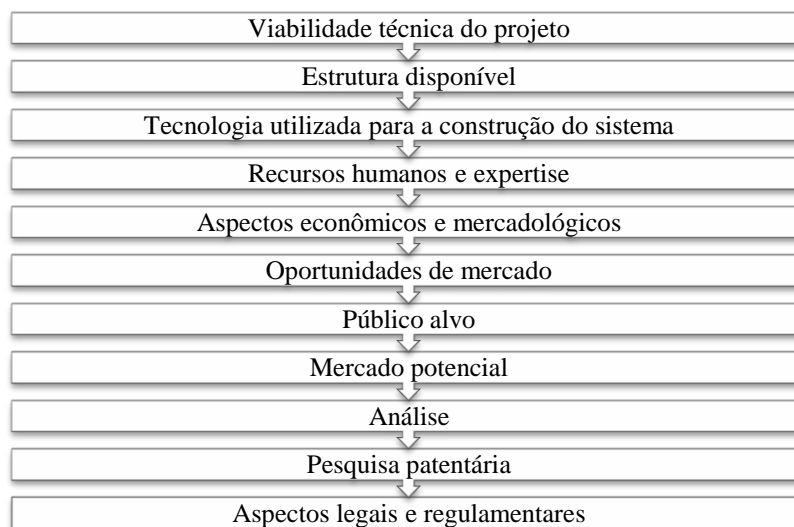 Viabilidade técnica do projeto
Estrutura disponível
Tecnologia utilizada para a construção do sistema
Recursos humanos e expertise
Aspectos econômicos e mercadológicos
Oportunidades de mercado
Público alvo
Mercado potencial
Análise
Pesquisa patentária
Aspectos legais e regulamentares